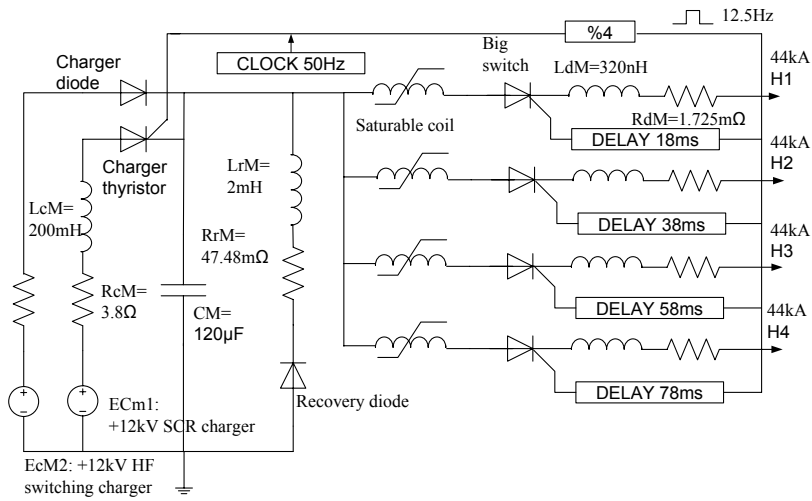 12.5Hz
%4
CLOCK 50Hz
Charger
diode
Big
switch
LdM=320nH
44kA
H1
Saturable coil
RdM=1.725mΩ
DELAY 18ms
Charger
thyristor
LrM=
2mH
44kA
H2
LcM=
200mH
DELAY 38ms
RrM=
47.48mΩ
44kA
H3
RcM=
3.8Ω
CM=
120µF
DELAY 58ms
44kA
H4
ECm1:
+12kV SCR charger
Recovery diode
DELAY 78ms
EcM2: +12kV HF
switching charger